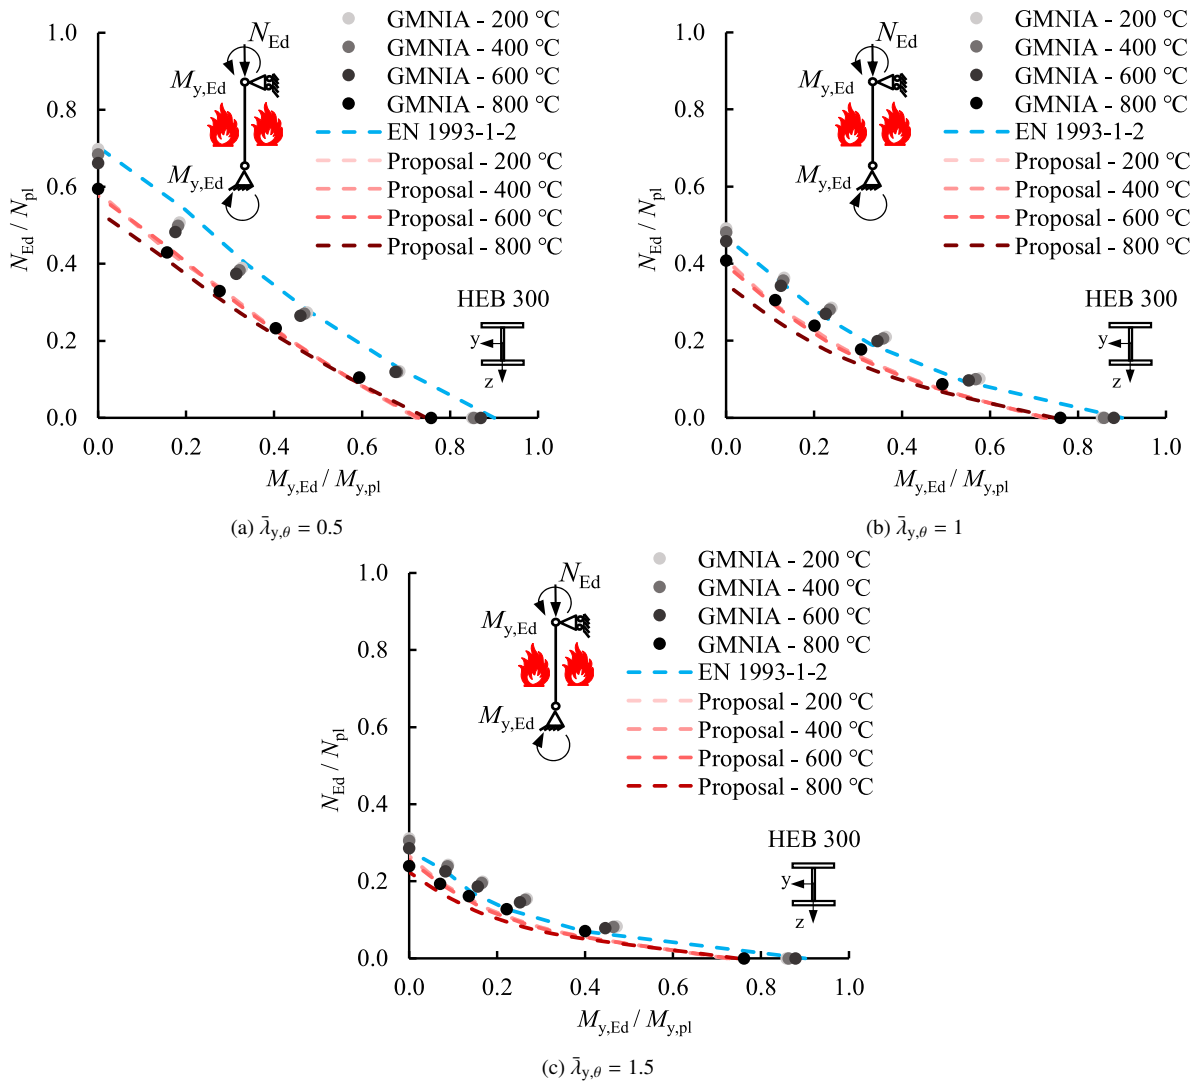 1.0
0.8
0.6
0.4
0.2
0.0
N_Ed / N_pl
0.0 0.2 0.4 0.6 0.8 1.0
M_y,Ed / M_y,pl
N_Ed
M_y,Ed
M_y,Ed
GMNIA - 200 °C
GMNIA - 400 °C
GMNIA - 600 °C
GMNIA - 800 °C
EN 1993-1-2
Proposal - 200 °C
Proposal - 400 °C
Proposal - 600 °C
Proposal - 800 °C
HEB 300
y
z
(a) λ̄_y,θ = 0.5
1.0
0.8
0.6
0.4
0.2
0.0
N_Ed / N_pl
0.0 0.2 0.4 0.6 0.8 1.0
M_y,Ed / M_y,pl
N_Ed
M_y,Ed
M_y,Ed
GMNIA - 200 °C
GMNIA - 400 °C
GMNIA - 600 °C
GMNIA - 800 °C
EN 1993-1-2
Proposal - 200 °C
Proposal - 400 °C
Proposal - 600 °C
Proposal - 800 °C
HEB 300
y
z
(b) λ̄_y,θ = 1
1.0
0.8
0.6
0.4
0.2
0.0
N_Ed / N_pl
0.0 0.2 0.4 0.6 0.8 1.0
M_y,Ed / M_y,pl
N_Ed
M_y,Ed
M_y,Ed
GMNIA - 200 °C
GMNIA - 400 °C
GMNIA - 600 °C
GMNIA - 800 °C
EN 1993-1-2
Proposal - 200 °C
Proposal - 400 °C
Proposal - 600 °C
Proposal - 800 °C
HEB 300
y
z
(c) λ̄_y,θ = 1.5